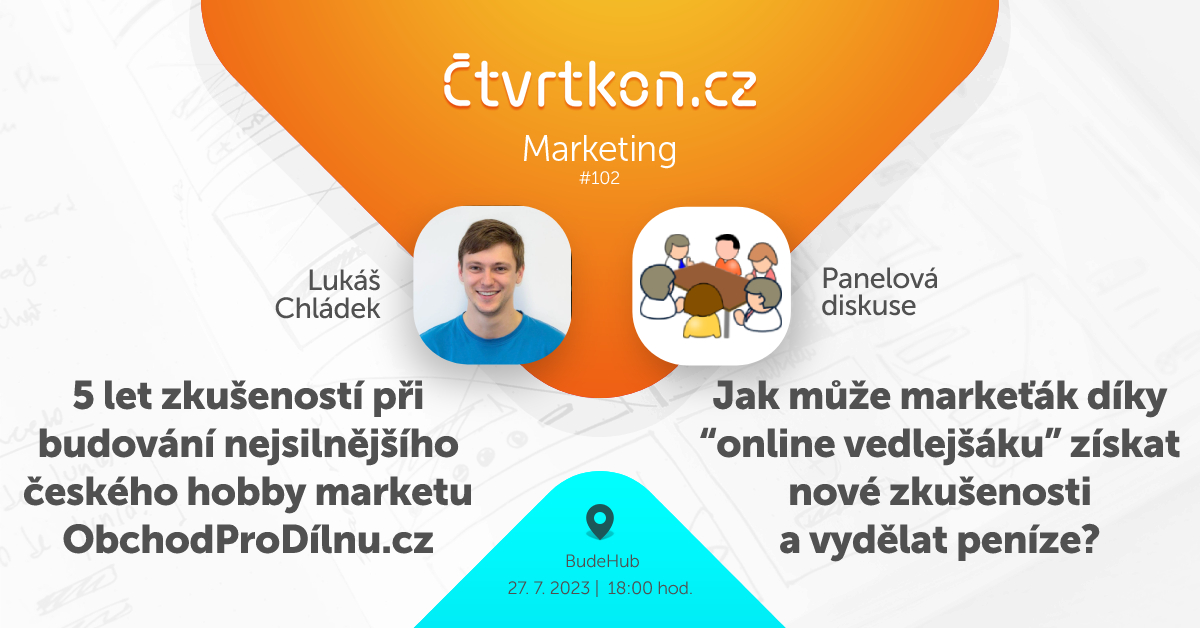 Čtvrtkon.cz
Marketing
#102
Lukáš
Chládek
Panelová
diskuse
5 let zkušeností při
budování nejsilnějšího
českého hobby marketu
ObchodProDílnu.cz
Jak může markeťák díky
“online vedlejšáku” získat
nové zkušenosti
a vydělat peníze?
BudeHub
27. 7. 2023 | 18:00 hod.